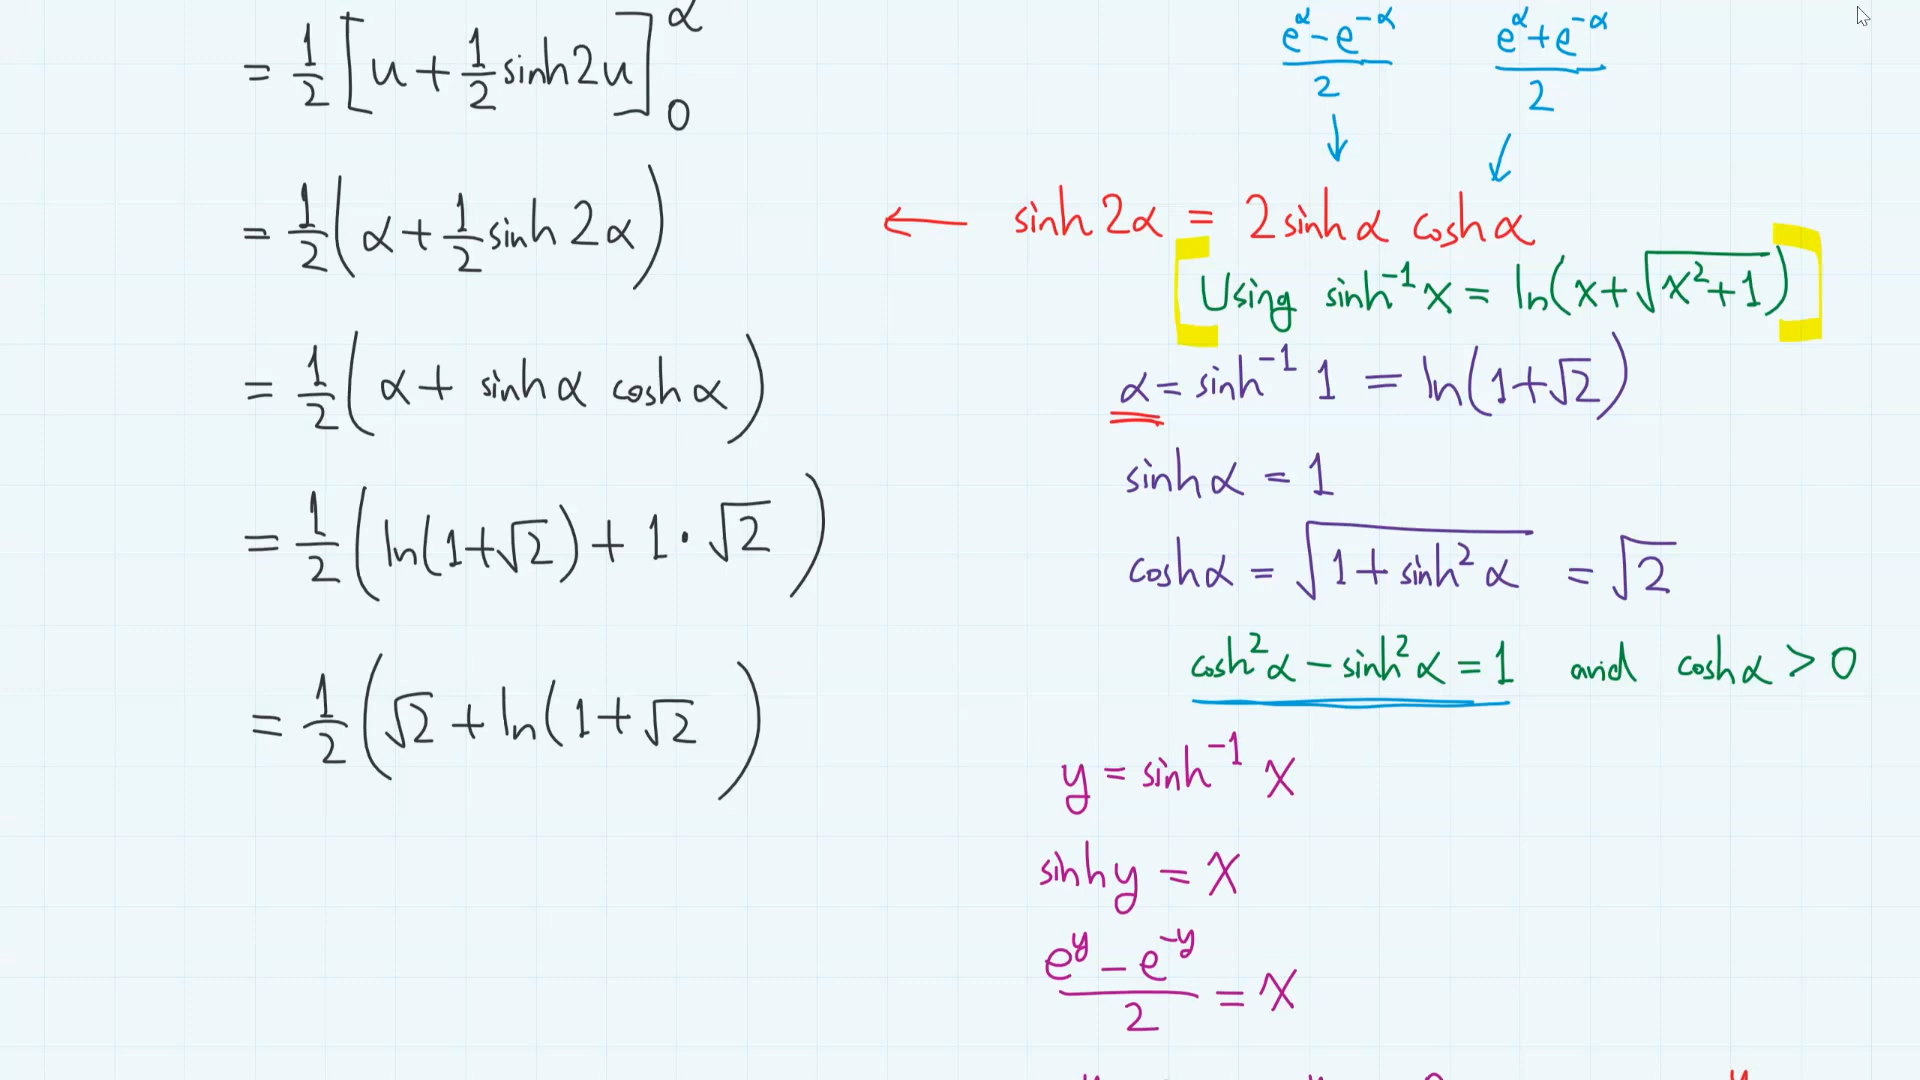 = 1/2 [u + 1/2 sinh2u]₀^α
= 1/2 (α + 1/2 sinh 2α)
= 1/2 (α + sinh α cosh α)
= 1/2 (ln(1+√2) + 1·√2)
= 1/2 (√2 + ln(1+√2 )
(e^α − e^−α)/2 (e^α + e^−α)/2
↓ ↙
← sinh 2α = 2 sinh α cosh α
[Using sinh⁻¹ x = ln(x+√(x²+1))]
α = sinh⁻¹ 1 = ln(1+√2)
sinh α = 1
cosh α = √(1 + sinh² α) = √2
cosh² α − sinh² α = 1 and cosh α > 0
y = sinh⁻¹ x
sinh y = x
(e^y − e^−y)/2 = x